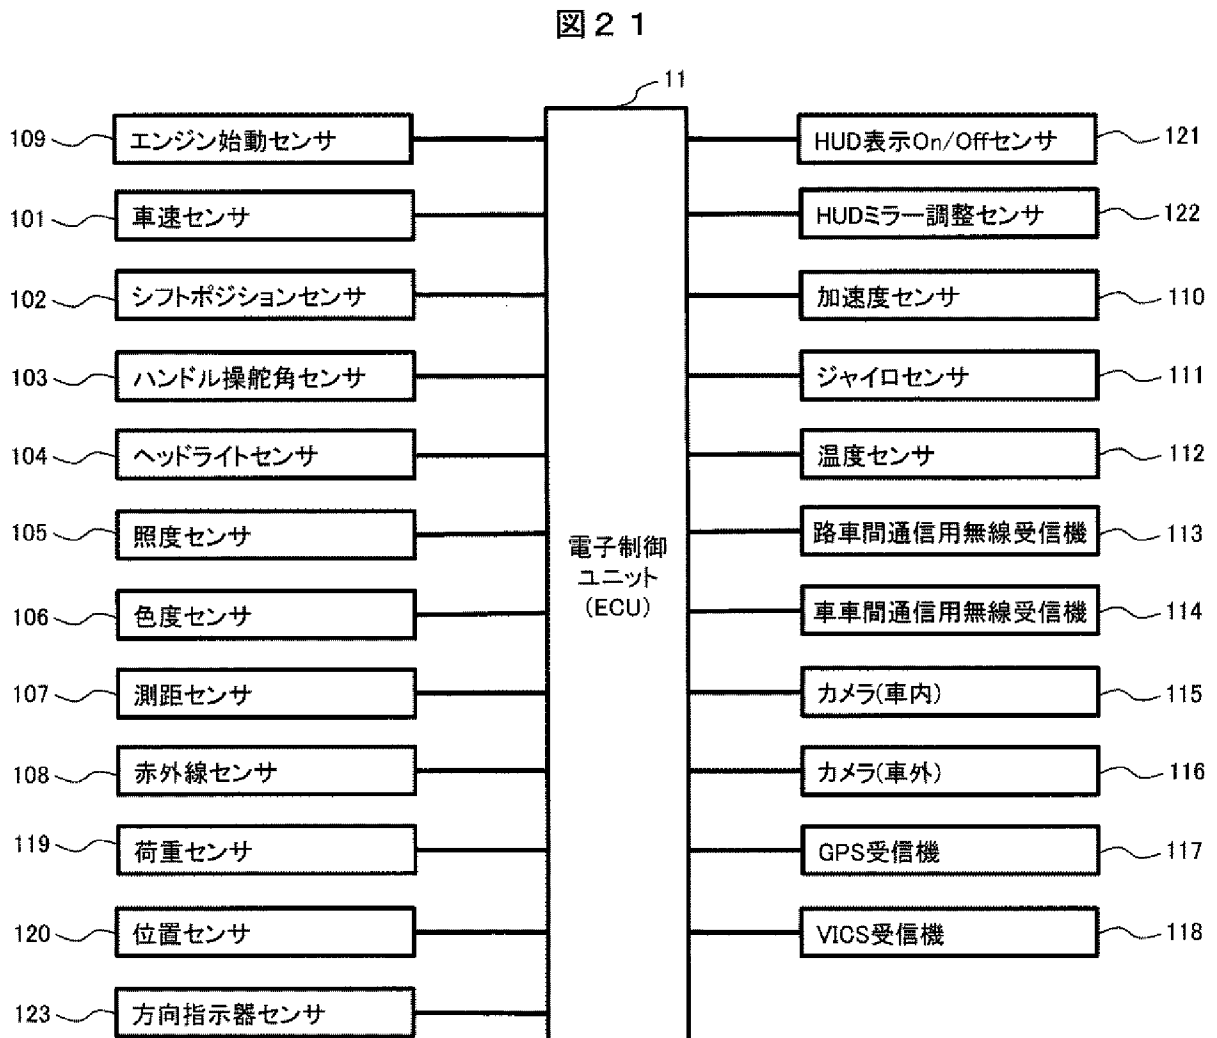 図２１
11
109
エンジン始動センサ
101
車速センサ
102
シフトポジションセンサ
103
ハンドル操舵角センサ
104
ヘッドライトセンサ
105
照度センサ
106
色度センサ
107
測距センサ
108
赤外線センサ
119
荷重センサ
120
位置センサ
123
方向指示器センサ
電子制御
ユニット
(ECU)
HUD表示On/Offセンサ
121
HUDミラー調整センサ
122
加速度センサ
110
ジャイロセンサ
111
温度センサ
112
路車間通信用無線受信機
113
車車間通信用無線受信機
114
カメラ(車内)
115
カメラ(車外)
116
GPS受信機
117
VICS受信機
118